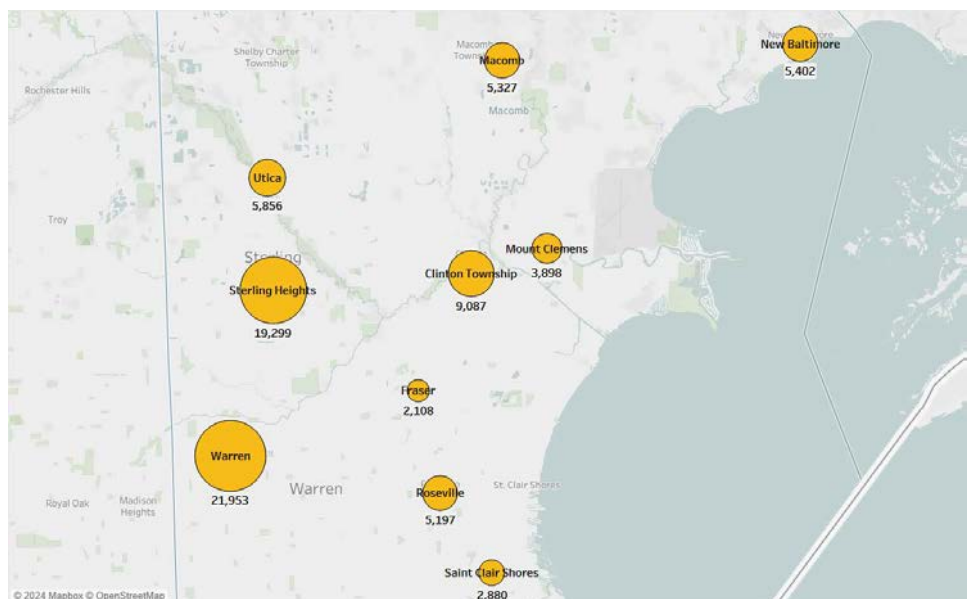 New Baltimore
5,402
Shelby Charter
Township
Macomb
Macomb
5,327
Rochester Hills
Macomb
Utica
5,856
Troy
Sterling
Sterling Heights
19,299
Clinton Township
9,087
Mount Clemens
3,898
Fraser
2,108
Warren
21,953
Warren
Roseville
5,197
St. Clair Shores
Royal Oak
Madison
Heights
Saint Clair Shores
2,880
© 2024 Mapbox © OpenStreetMap